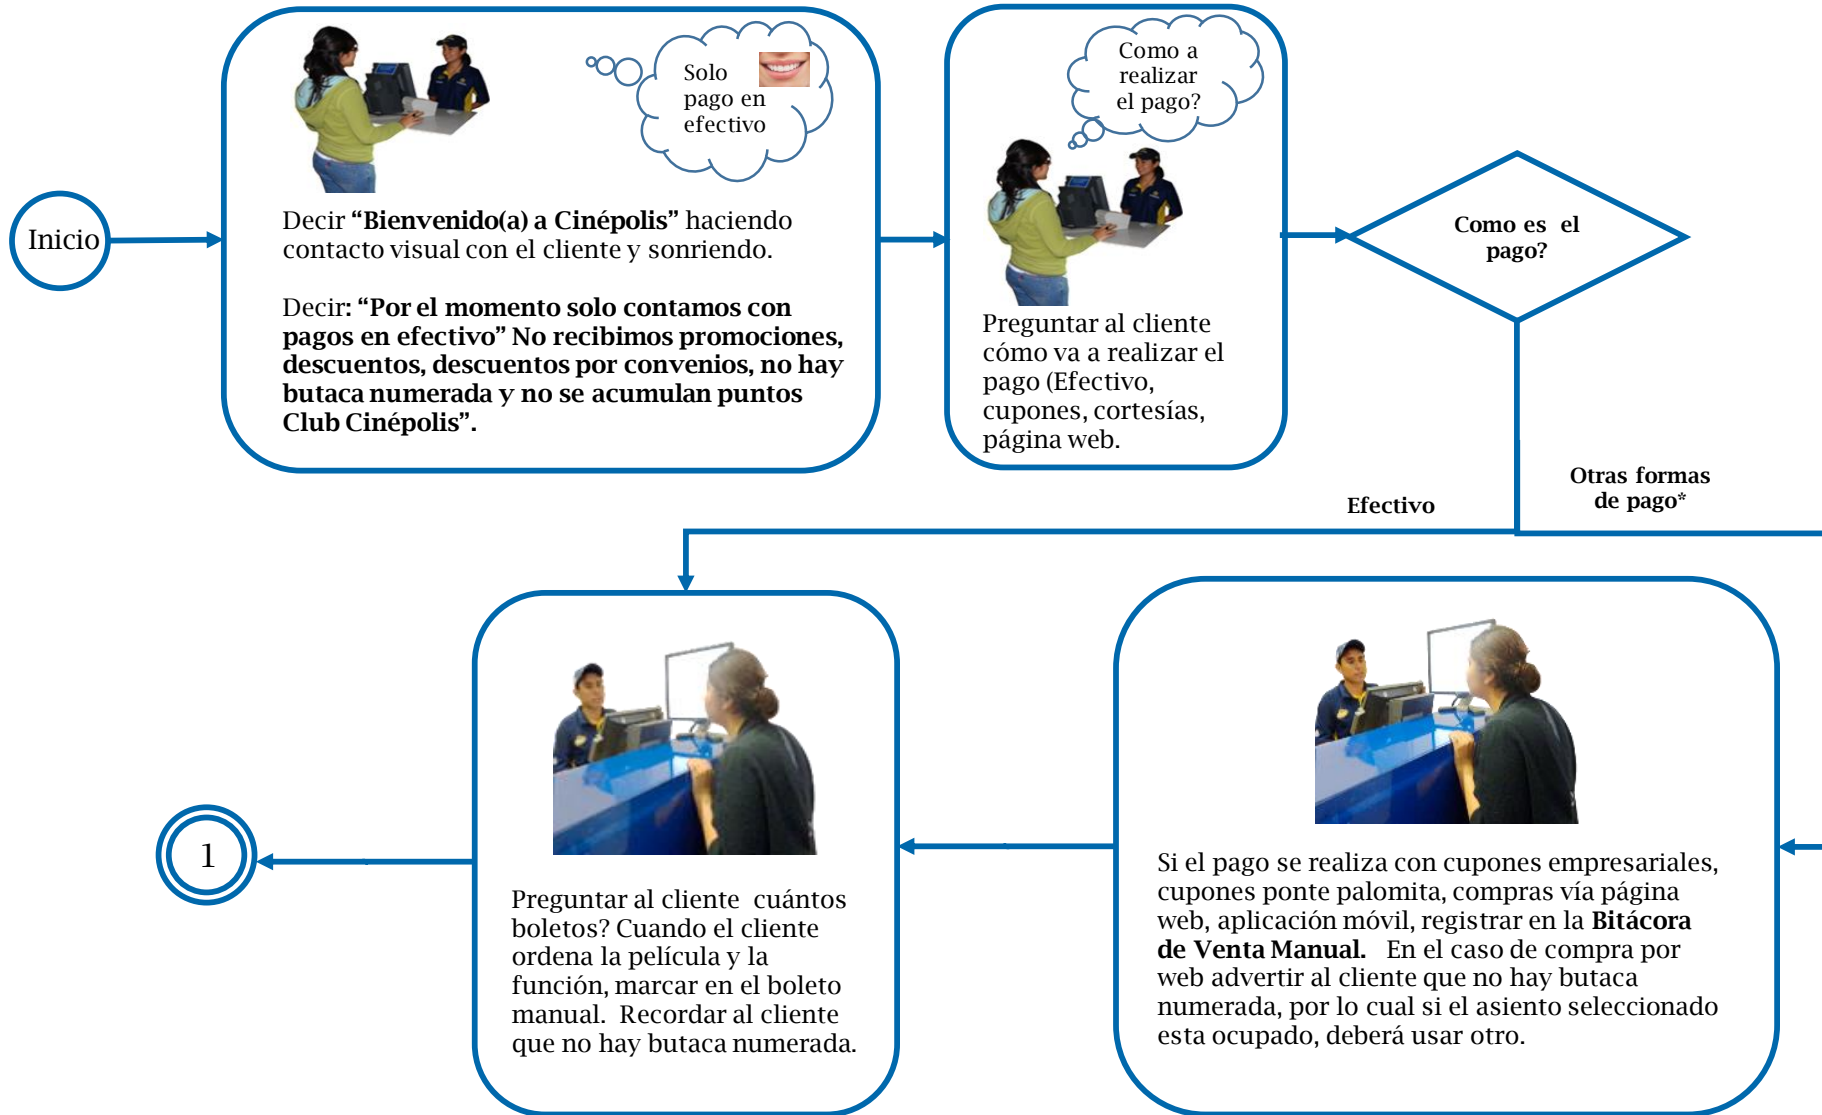 Solo
pago en
efectivo
Como a
realizar
el pago?
Inicio
Decir “Bienvenido(a) a Cinépolis” haciendo
contacto visual con el cliente y sonriendo.
Decir: “Por el momento solo contamos con
pagos en efectivo” No recibimos promociones,
descuentos, descuentos por convenios, no hay
butaca numerada y no se acumulan puntos
Club Cinépolis”.
Preguntar al cliente
cómo va a realizar el
pago (Efectivo,
cupones, cortesías,
página web.
Como es el
pago?
Efectivo
Otras formas
de pago*
Si el pago se realiza con cupones empresariales,
cupones ponte palomita, compras vía página
web, aplicación móvil, registrar en la Bitácora
de Venta Manual. En el caso de compra por
web advertir al cliente que no hay butaca
numerada, por lo cual si el asiento seleccionado
esta ocupado, deberá usar otro.
Preguntar al cliente cuántos
boletos? Cuando el cliente
ordena la película y la
función, marcar en el boleto
manual. Recordar al cliente
que no hay butaca numerada.
1